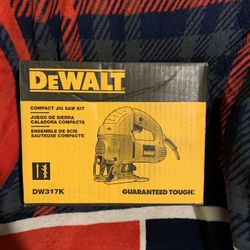 DEWALT
COMPACT JIG SAW KIT
JUEGO DE SIERRA
CALADORA COMPACTA
ENSEMBLE DE SCIE
SAUTEUSE COMPACTE
DW317K
GUARANTEED TOUGH.